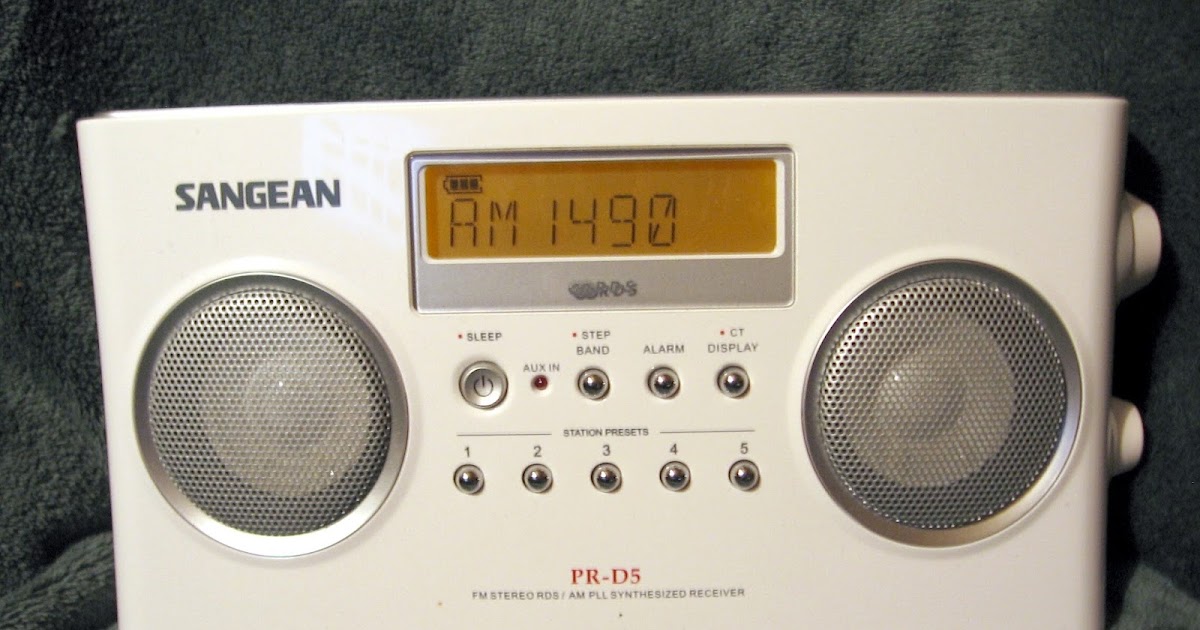 SANGEAN
AM 1490
RDS
SLEEP
STEP
BAND
ALARM
CT
DISPLAY
AUX IN
STATION PRESETS
1 2 3 4 5
PR-D5
FM STEREO RDS / AM PLL SYNTHESIZED RECEIVER